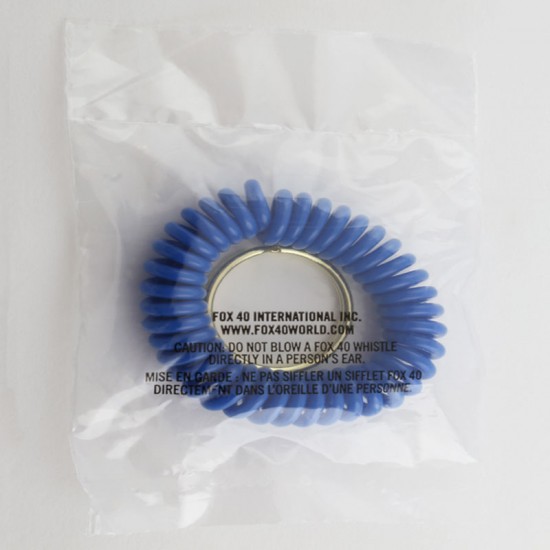 FOX 40 INTERNATIONAL INC.
WWW.FOX40WORLD.COM
CAUTION: DO NOT BLOW A FOX 40 WHISTLE
DIRECTLY IN A PERSON'S EAR.
MISE EN GARDE : NE PAS SIFFLER UN SIFFLET FOX 40
DIRECTEMENT DANS L'OREILLE D'UNE PERSONNE.